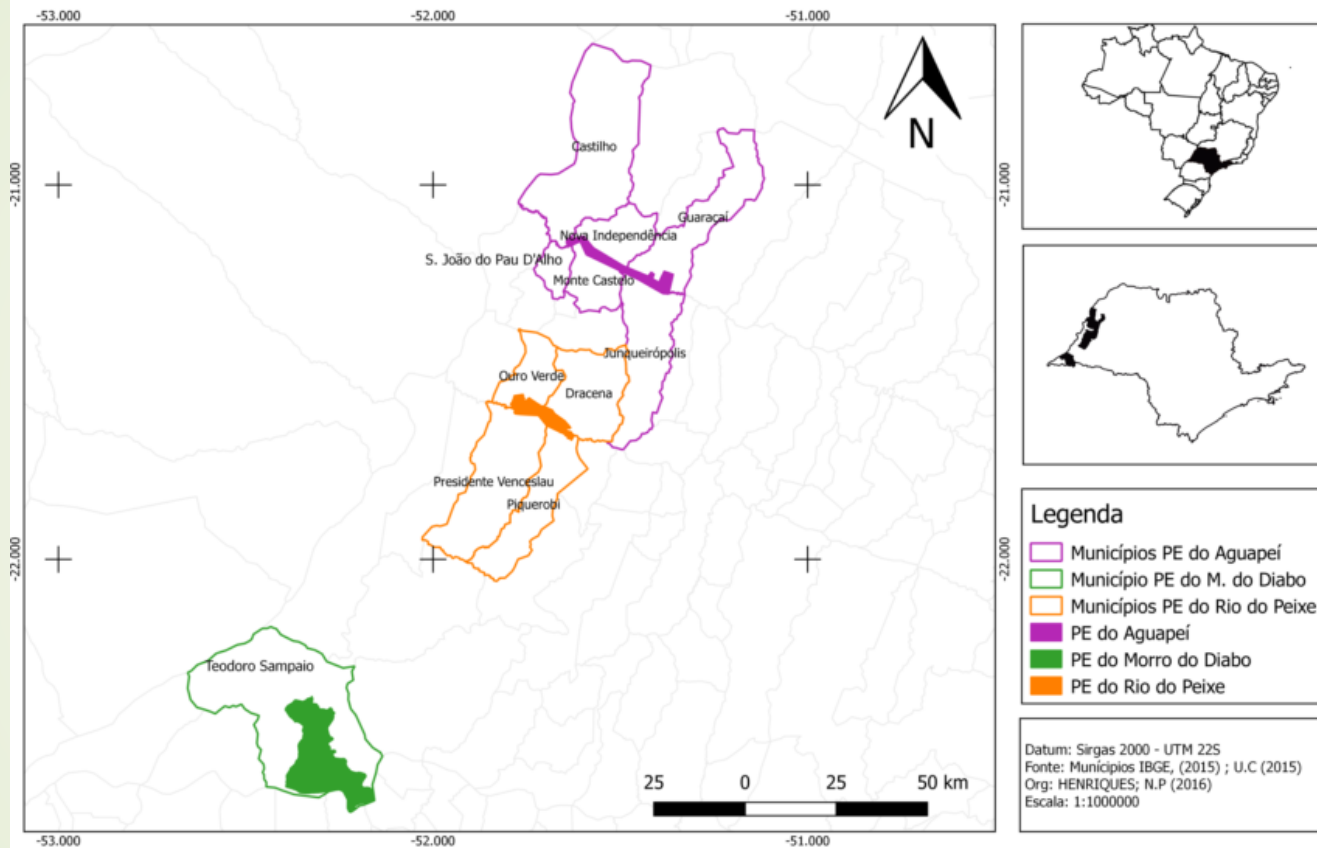 -53.000
-52.000
-51.000
-21.000
-21.000
N
Castilho
Guaraçaí
Nova Independência
S. João do Pau D'Alho
Monte Castelo
Junqueirópolis
Ouro Verde
Dracena
Presidente Venceslau
Piquerobi
-22.000
-22.000
Teodoro Sampaio
25 0 25 50 km
-53.000
-52.000
-51.000
Legenda
Municípios PE do Aguapeí
Município PE do M. do Diabo
Municípios PE do Rio do Peixe
PE do Aguapeí
PE do Morro do Diabo
PE do Rio do Peixe
Datum: Sirgas 2000 - UTM 22S
Fonte: Munícipios IBGE, (2015) ; U.C (2015)
Org: HENRIQUES; N.P (2016)
Escala: 1:1000000